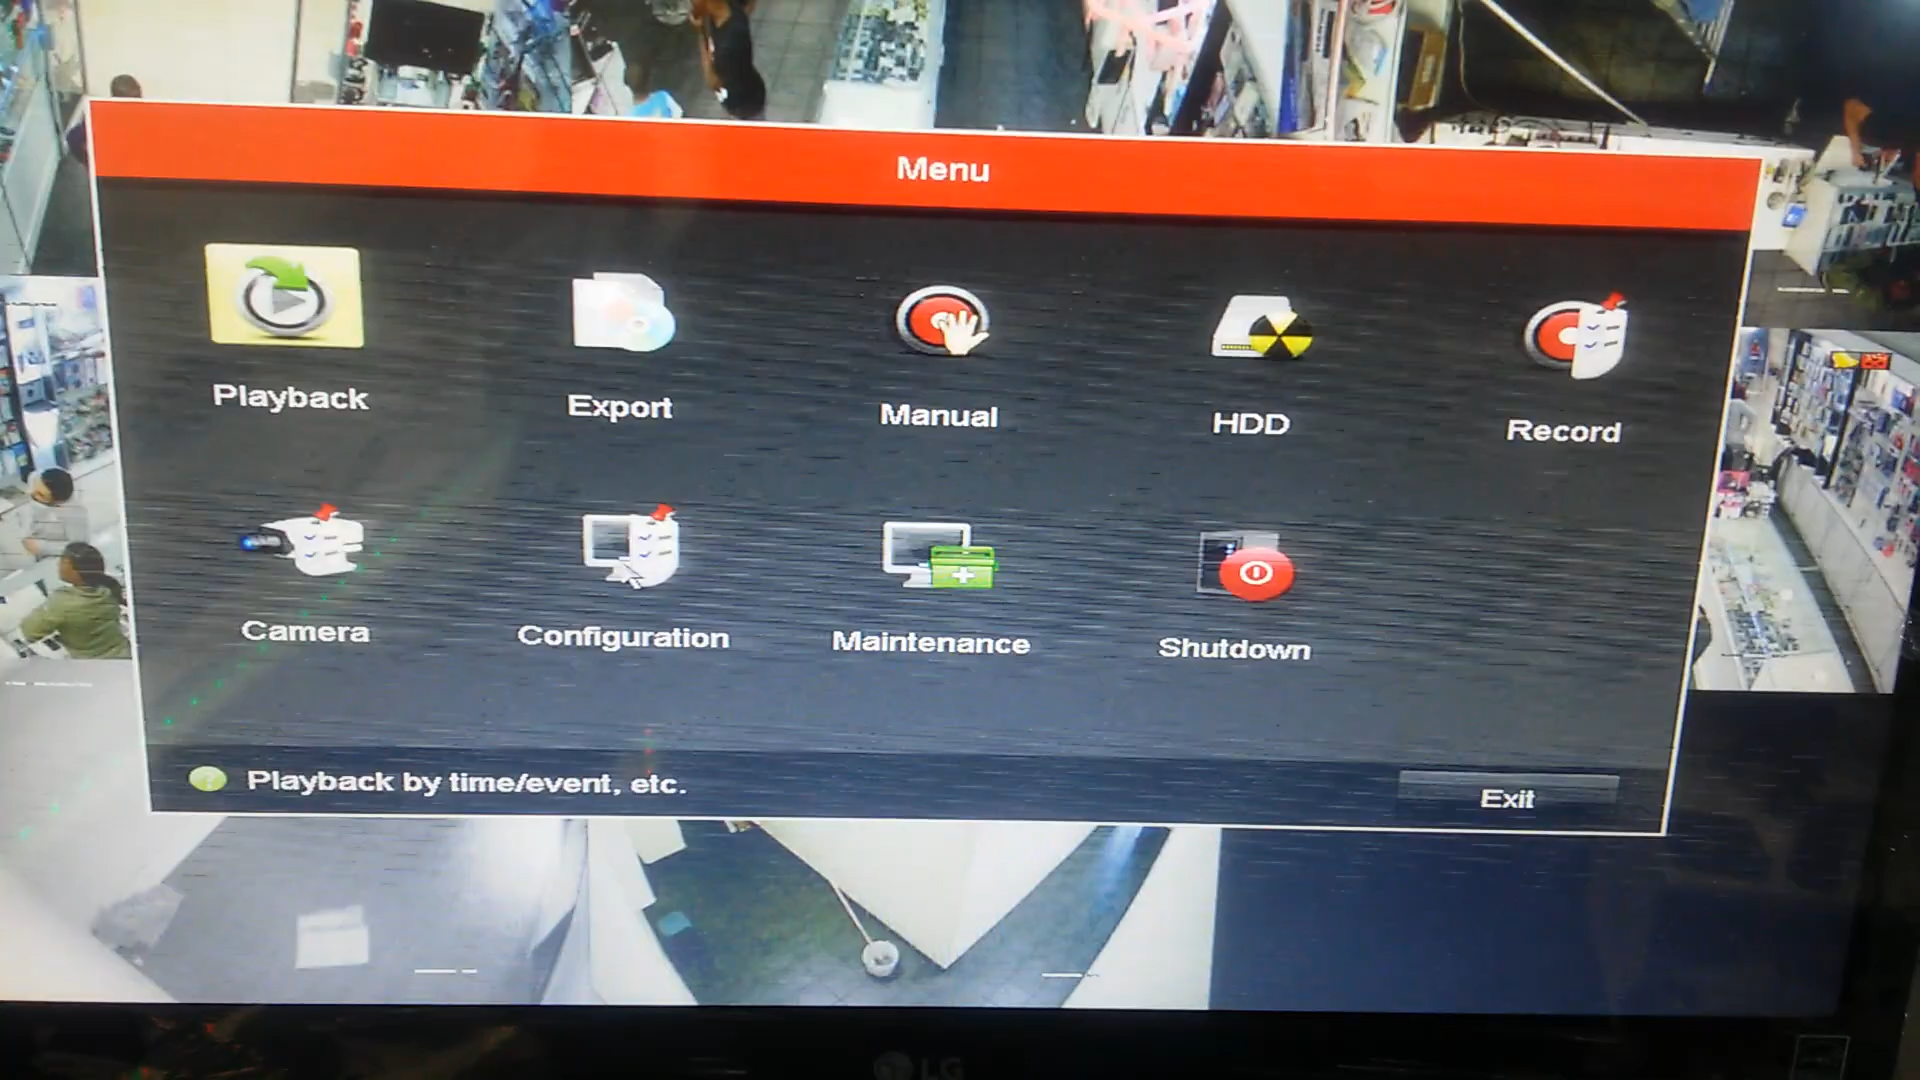 Menu
Playback
Export
Manual
HDD
Record
Camera
Configuration
Maintenance
Shutdown
Playback by time/event, etc.
Exit
LG